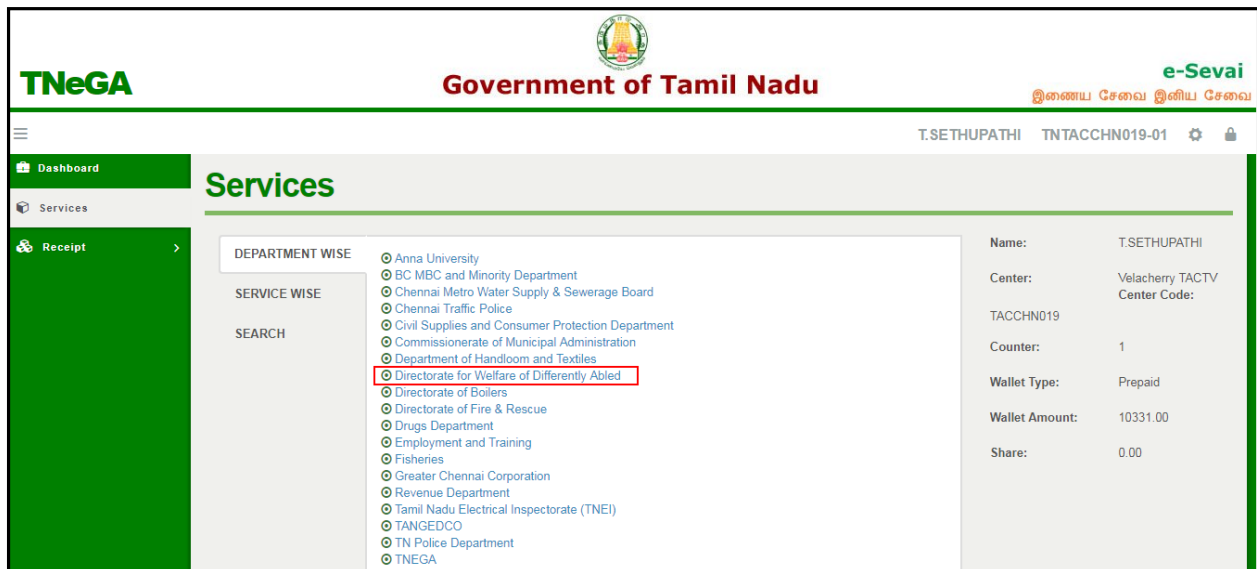 TNeGA
Government of Tamil Nadu
e-Sevai
இணைய சேவை இனிய சேவை
T.SETHUPATHI TNTACCHN019-01
Dashboard
Services
Receipt
Services
DEPARTMENT WISE
SERVICE WISE
SEARCH
Anna University
BC MBC and Minority Department
Chennai Metro Water Supply & Sewerage Board
Chennai Traffic Police
Civil Supplies and Consumer Protection Department
Commissionerate of Municipal Administration
Department of Handloom and Textiles
Directorate for Welfare of Differently Abled
Directorate of Boilers
Directorate of Fire & Rescue
Drugs Department
Employment and Training
Fisheries
Greater Chennai Corporation
Revenue Department
Tamil Nadu Electrical Inspectorate (TNEI)
TANGEDCO
TN Police Department
TNEGA
Name: T.SETHUPATHI
Center: Velacherry TACTV
Center Code:
TACCHN019
Counter: 1
Wallet Type: Prepaid
Wallet Amount: 10331.00
Share: 0.00